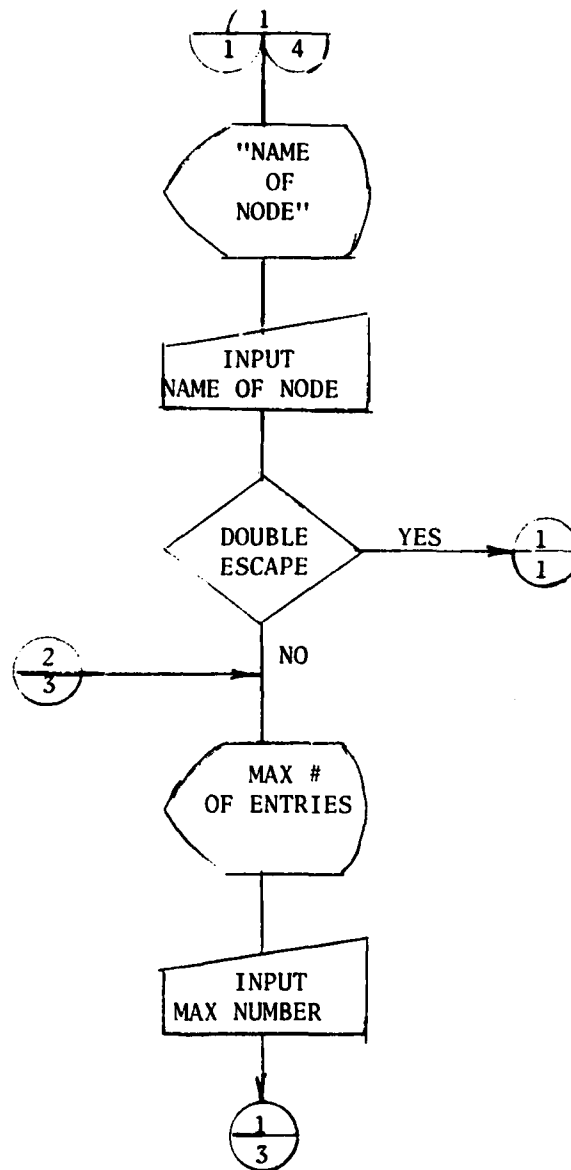 1
1 4
"NAME
OF
NODE"
INPUT
NAME OF NODE
DOUBLE
ESCAPE
YES
1
1
NO
2
3
MAX #
OF ENTRIES
INPUT
MAX NUMBER
1
3